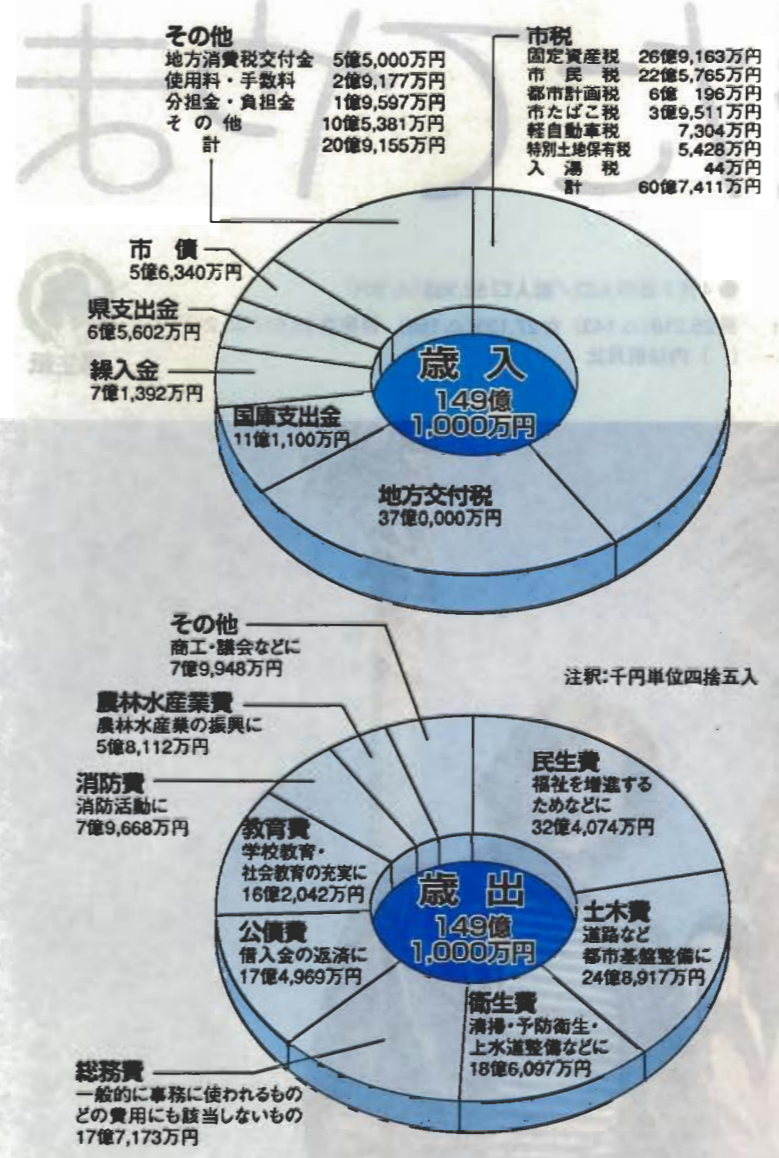 その他
地方消費税交付金 5億5,000万円
使用料・手数料 2億9,177万円
分担金・負担金 1億9,597万円
その他 10億5,381万円
計 20億9,155万円
市税
固定資産税 26億9,163万円
市民税 22億5,765万円
都市計画税 6億 196万円
市たばこ税 3億9,511万円
軽自動車税 7,304万円
特別土地保有税 5,428万円
入湯税 44万円
計 60億7,411万円
市債
5億6,340万円
県支出金
6億5,602万円
繰入金
7億1,392万円
国庫支出金
11億1,100万円
地方交付税
37億0,000万円
歳入
149億
1,000万円
その他
商工・議会などに
7億9,948万円
注釈:千円単位四捨五入
農林水産業費
農林水産業の振興に
5億8,112万円
消防費
消防活動に
7億9,668万円
教育費
学校教育・
社会教育の充実に
16億2,042万円
公債費
借入金の返済に
17億4,969万円
総務費
一般的に事務に使われるもの
どの費用にも該当しないもの
17億7,173万円
民生費
福祉を増進する
ためなどに
32億4,074万円
土木費
道路など
都市基盤整備に
24億8,917万円
衛生費
清掃・予防衛生・
上水道整備などに
18億6,097万円
歳出
149億
1,000万円